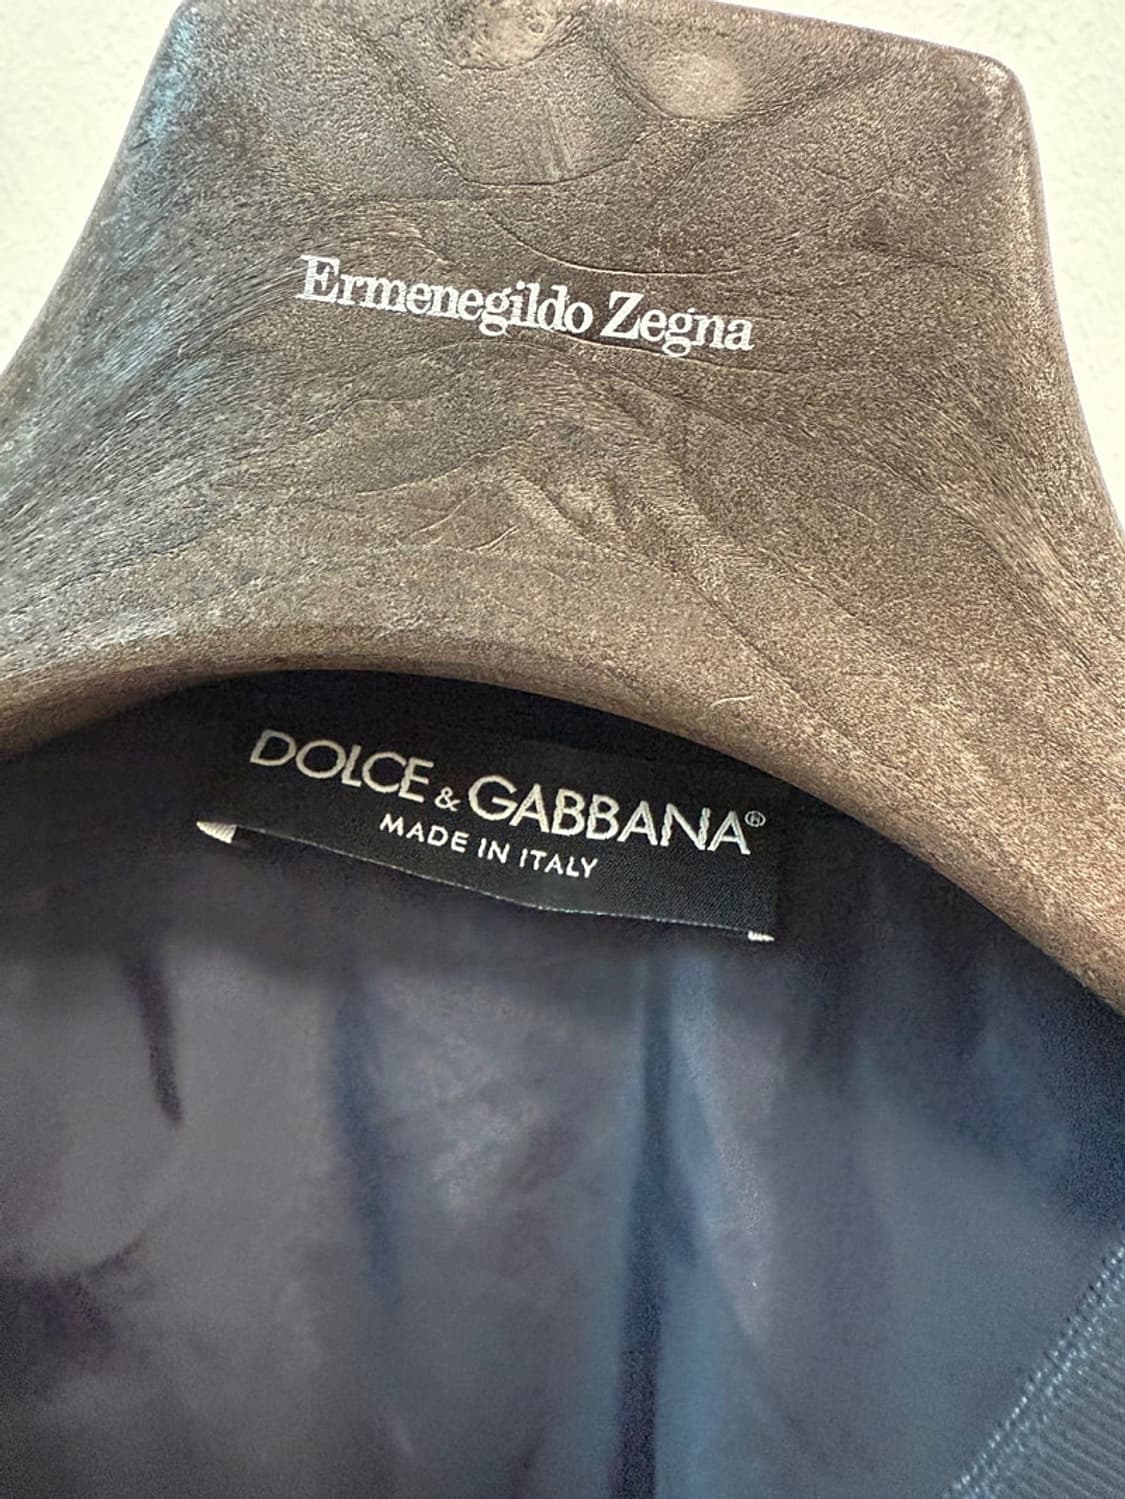 Ermenegildo Zegna
DOLCE & GABBANA®
MADE IN ITALY